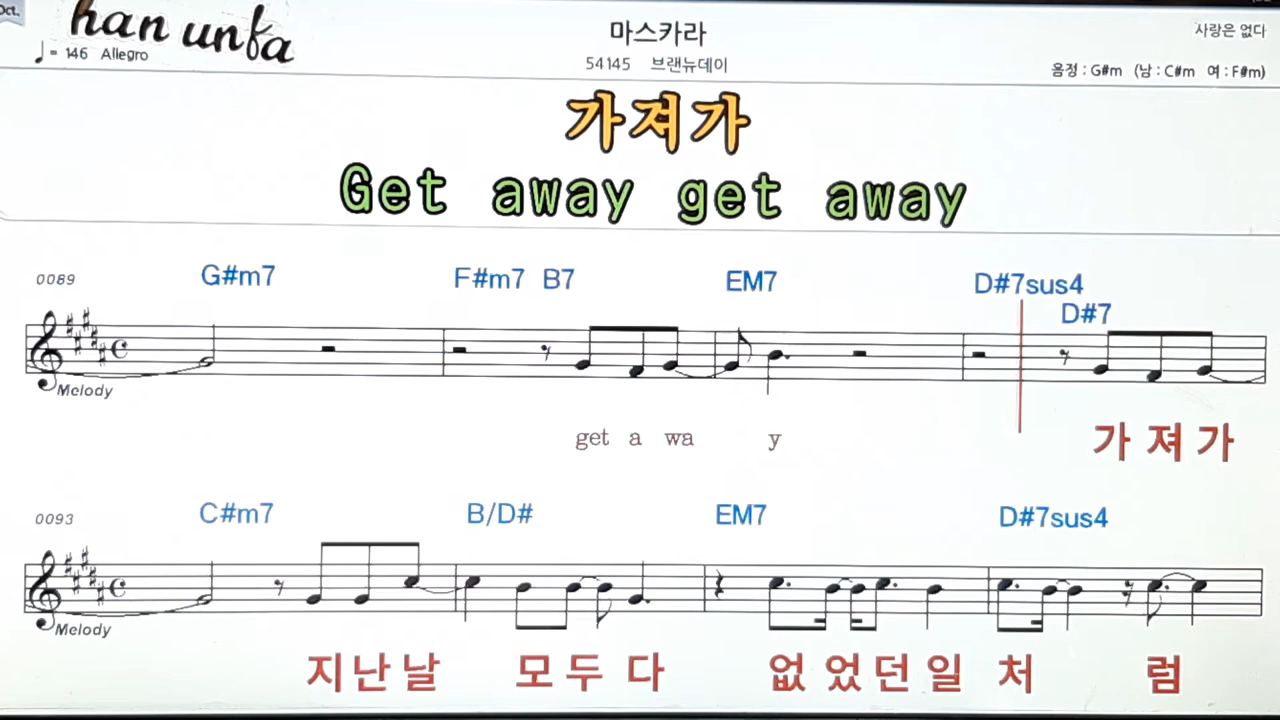 Oct.
han unfa
♩= 146 Allegro
마스카라
54145 브랜뉴데이
사랑은 없다
음정 : G#m (남 : C#m 여 : F#m)
가져가
Get away get away
0089
G#m7 F#m7 B7 EM7 D#7sus4
D#7
Melody
get a wa y 가 져 가
0093
C#m7 B/D# EM7 D#7sus4
Melody
지 난 날 모 두 다 없 었 던 일 처 럼